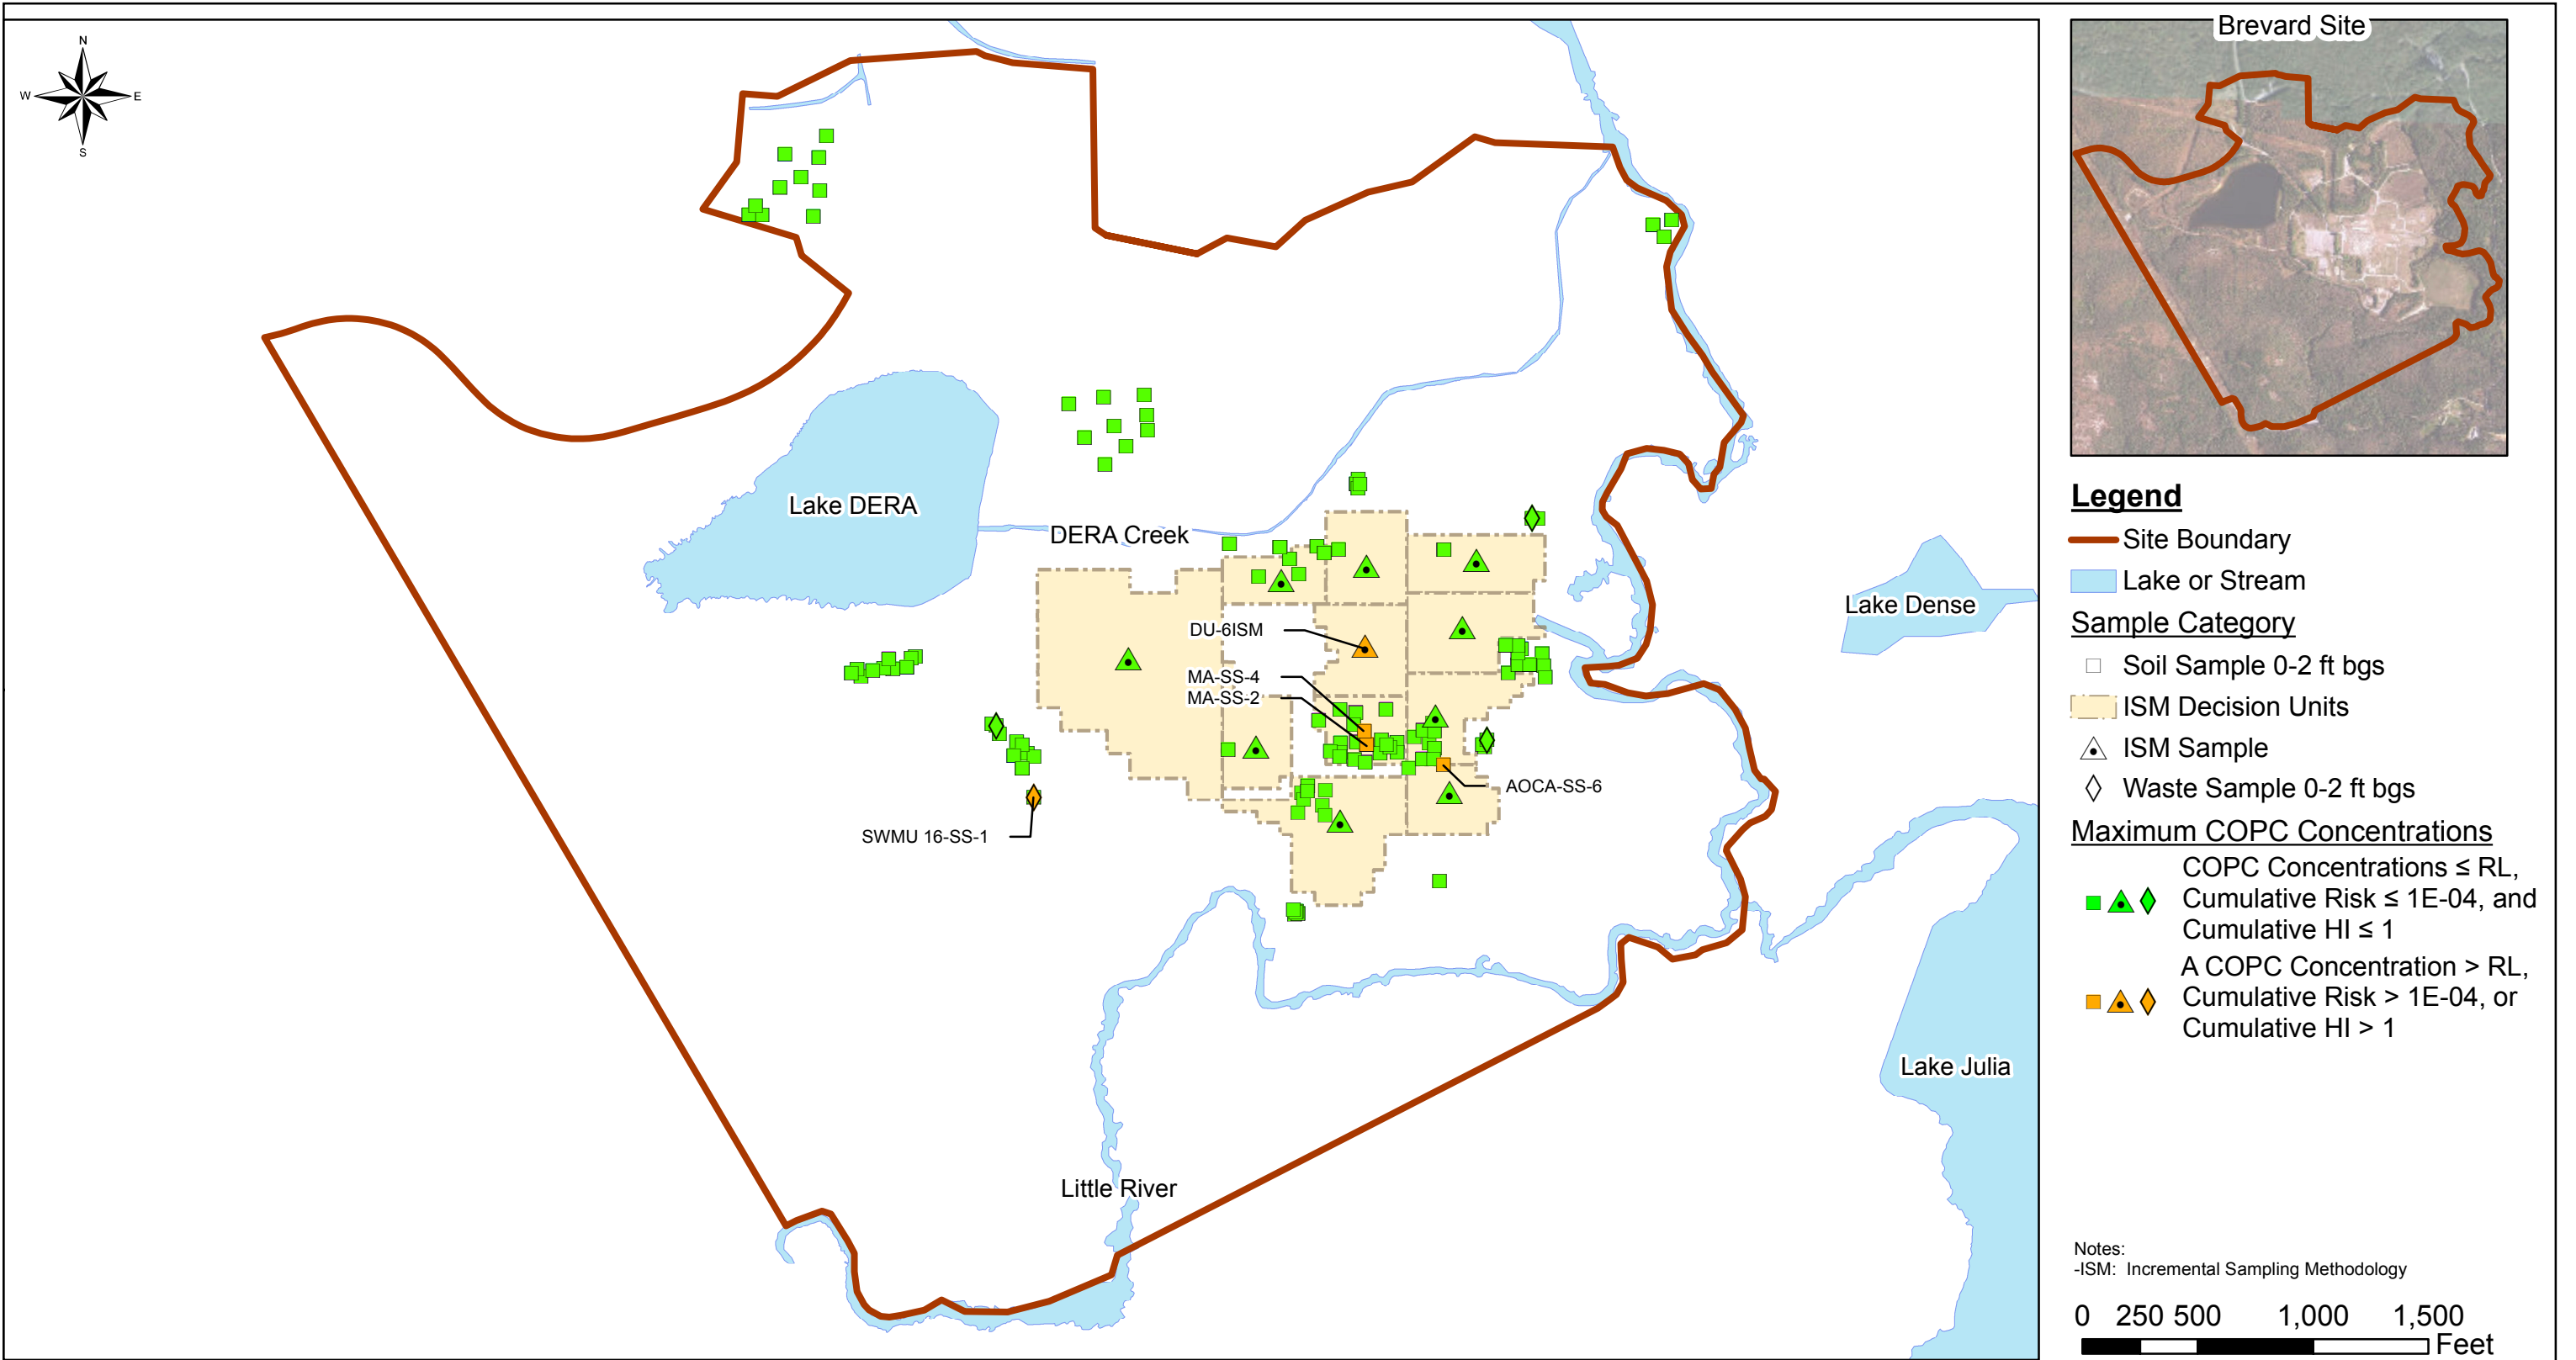 N
W
E
S
Lake DERA
DERA Creek
DU-6ISM
MA-SS-4
MA-SS-2
AOCA-SS-6
SWMU 16-SS-1
Lake Dense
Lake Julia
Little River
Brevard Site
Legend
Site Boundary
Lake or Stream
Sample Category
Soil Sample 0-2 ft bgs
ISM Decision Units
ISM Sample
Waste Sample 0-2 ft bgs
Maximum COPC Concentrations
COPC Concentrations ≤ RL,
Cumulative Risk ≤ 1E-04, and
Cumulative HI ≤ 1
A COPC Concentration > RL,
Cumulative Risk > 1E-04, or
Cumulative HI > 1
Notes:
-ISM: Incremental Sampling Methodology
0 250 500 1,000 1,500
Feet